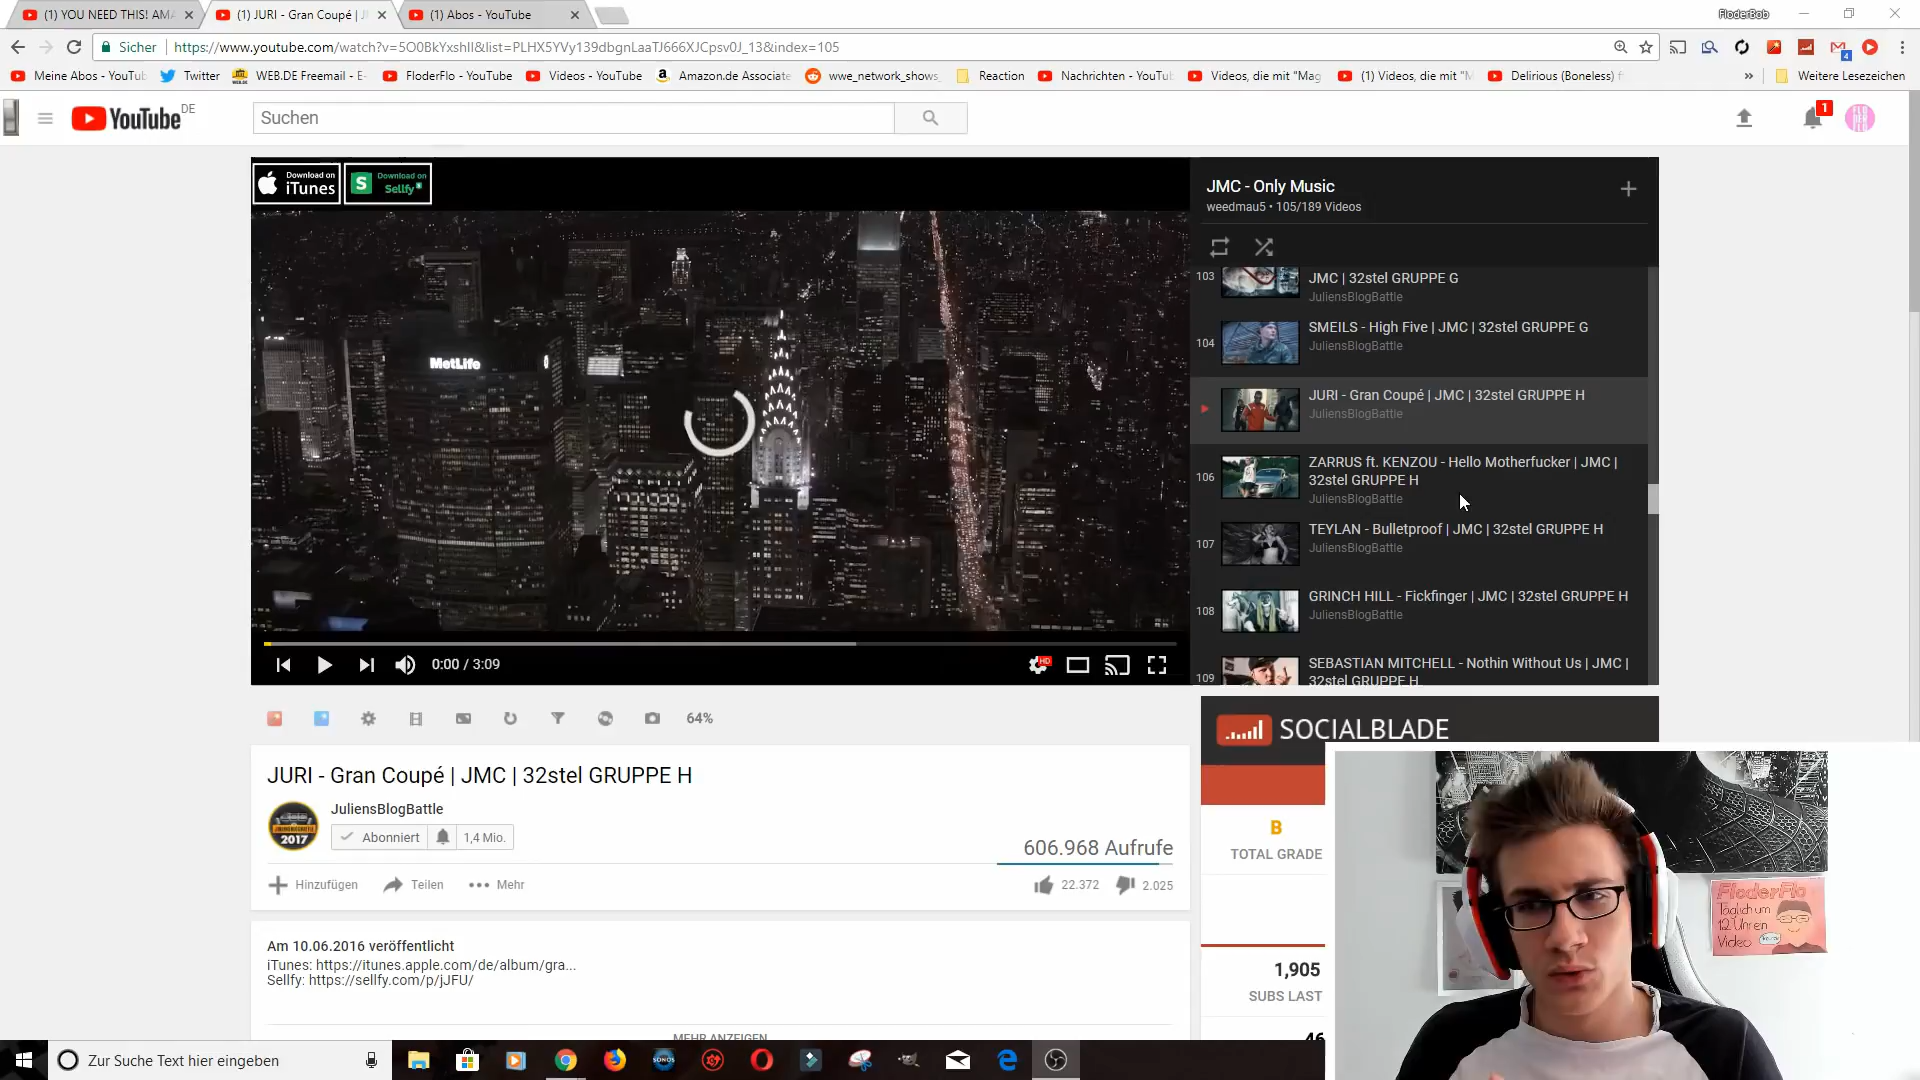 (1) YOU NEED THIS! AMA
(1) JURI - Gran Coupé | J
(1) Abos - YouTube
FloderBob
Sicher
https://www.youtube.com/watch?v=5O0BkYxshlI&list=PLHX5YVy139dbgnLaaTJ666XJCpsv0J_13&index=105
4
Meine Abos - YouTub
Twitter
WEB.DE Freemail - E-
FloderFlo - YouTube
Videos - YouTube
Amazon.de Associate
wwe_network_shows
Reaction
Nachrichten - YouTu
Videos, die mit "Mag
(1) Videos, die mit "M
Delirious (Boneless) f
»
Weitere Lesezeichen
YouTube DE
Suchen
1
Download on
iTunes
Download on
Sellfy
MetLife
0:00 / 3:09
HD
JMC - Only Music
weedmau5 • 105/189 Videos
103
JMC | 32stel GRUPPE G
JuliensBlogBattle
104
SMEILS - High Five | JMC | 32stel GRUPPE G
JuliensBlogBattle
JURI - Gran Coupé | JMC | 32stel GRUPPE H
JuliensBlogBattle
106
ZARRUS ft. KENZOU - Hello Motherfucker | JMC |
32stel GRUPPE H
JuliensBlogBattle
107
TEYLAN - Bulletproof | JMC | 32stel GRUPPE H
JuliensBlogBattle
108
GRINCH HILL - Fickfinger | JMC | 32stel GRUPPE H
JuliensBlogBattle
109
SEBASTIAN MITCHELL - Nothin Without Us | JMC |
32stel GRUPPE H
64%
JURI - Gran Coupé | JMC | 32stel GRUPPE H
JuliensBlogBattle
2017
Abonniert
1,4 Mio.
606.968 Aufrufe
Hinzufügen
Teilen
Mehr
22.372
2.025
Am 10.06.2016 veröffentlicht
iTunes: https://itunes.apple.com/de/album/gra...
Sellfy: https://sellfy.com/p/jJFU/
MEHR ANZEIGEN
SOCIALBLADE
B
TOTAL GRADE
1,905
SUBS LAST
46
FloderFlo
Täglich um
12 Uhr ein
Video
Zur Suche Text hier eingeben
SONOS